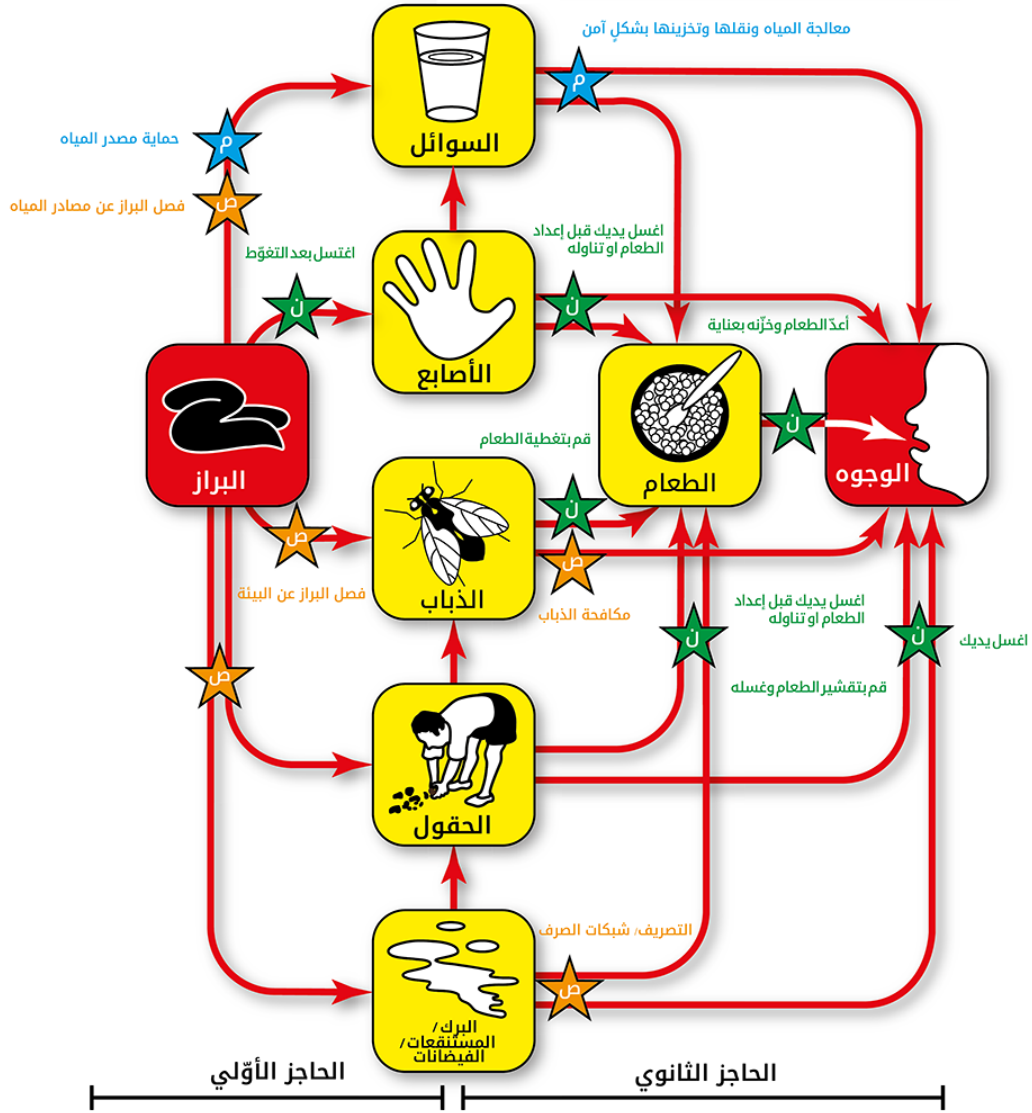 معالجة المياه ونقلها وتخزينها بشكلٍ آمن
م
السوائل
م
حماية مصدر المياه
ص
فصل البراز عن مصادر المياه
اغسل يديك قبل إعداد
الطعام او تناوله
اغتسل بعد التغوّط
ن
ن
الأصابع
أعدّ الطعام وخزّنه بعناية
ن
الطعام
الوجوه
البراز
قم بتغطية الطعام
ن
ص
ص
الذباب
فصل البراز عن البيئة
مكافحة الذباب
اغسل يديك قبل إعداد
الطعام او تناوله
ن
ن
اغسل يديك
قم بتقشير الطعام وغسله
ص
الحقول
التصريف/ شبكات الصرف
ص
البرك/
المستنقعات/
الفيضانات
الحاجز الثانوي
الحاجز الأوّلي